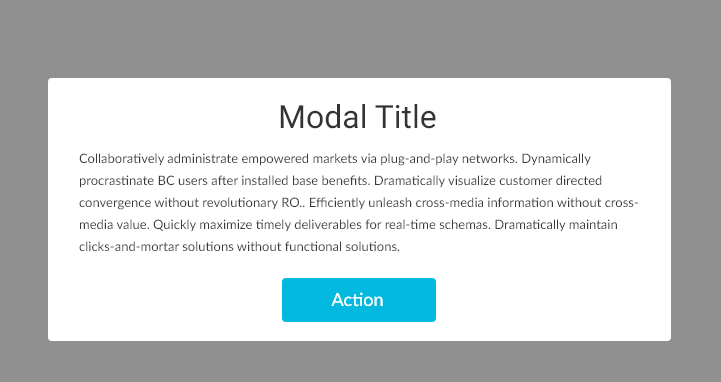 Modal Title
Collaboratively administrate empowered markets via plug-and-play networks. Dynamically
procrastinate BC users after installed base benefits. Dramatically visualize customer directed
convergence without revolutionary RO.. Efficiently unleash cross-media information without cross-
media value. Quickly maximize timely deliverables for real-time schemas. Dramatically maintain
clicks-and-mortar solutions without functional solutions.
Action